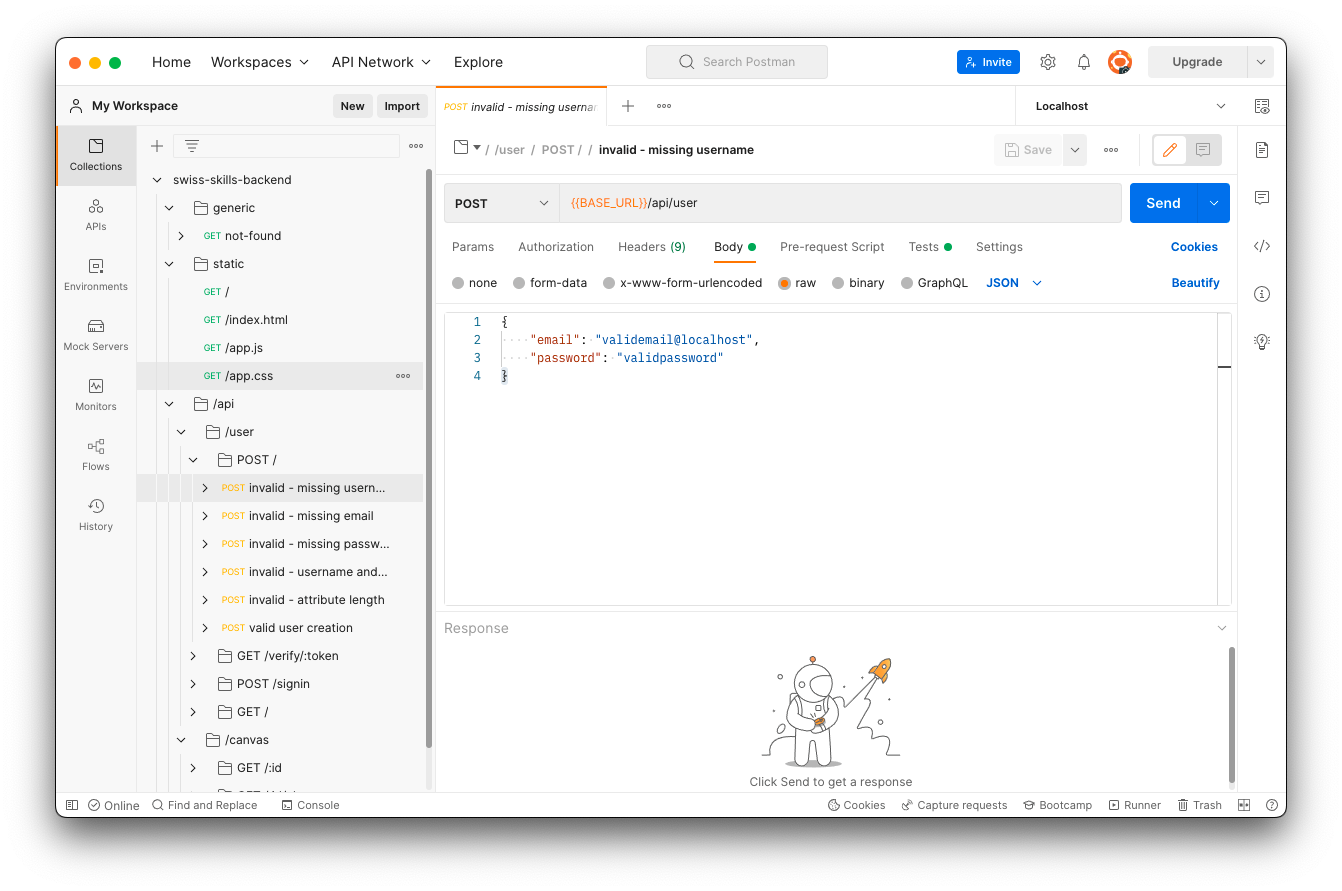 Home Workspaces API Network Explore Search Postman Invite Upgrade
My Workspace New Import POST invalid - missing usernar Localhost
Collections
APIs
Environments
Mock Servers
Monitors
Flows
History
swiss-skills-backend
generic
GET not-found
static
GET /
GET /index.html
GET /app.js
GET /app.css
/api
/user
POST /
POST invalid - missing usern...
POST invalid - missing email
POST invalid - missing passw...
POST invalid - username and...
POST invalid - attribute length
POST valid user creation
GET /verify/:token
POST /signin
GET /
/canvas
GET /:id
/ /user / POST / / invalid - missing username Save
POST {{BASE_URL}}/api/user Send
Params Authorization Headers (9) Body Pre-request Script Tests Settings Cookies
none form-data x-www-form-urlencoded raw binary GraphQL JSON Beautify
1 {
2 "email": "validemail@localhost",
3 "password": "validpassword"
4 }
Response
Click Send to get a response
Online Find and Replace Console Cookies Capture requests Bootcamp Runner Trash